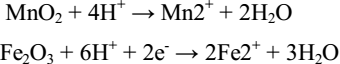 MnO₂ + 4H⁺ → Mn2⁺ + 2H₂O
Fe₂O₃ + 6H⁺ + 2e⁻ → 2Fe2⁺ + 3H₂O